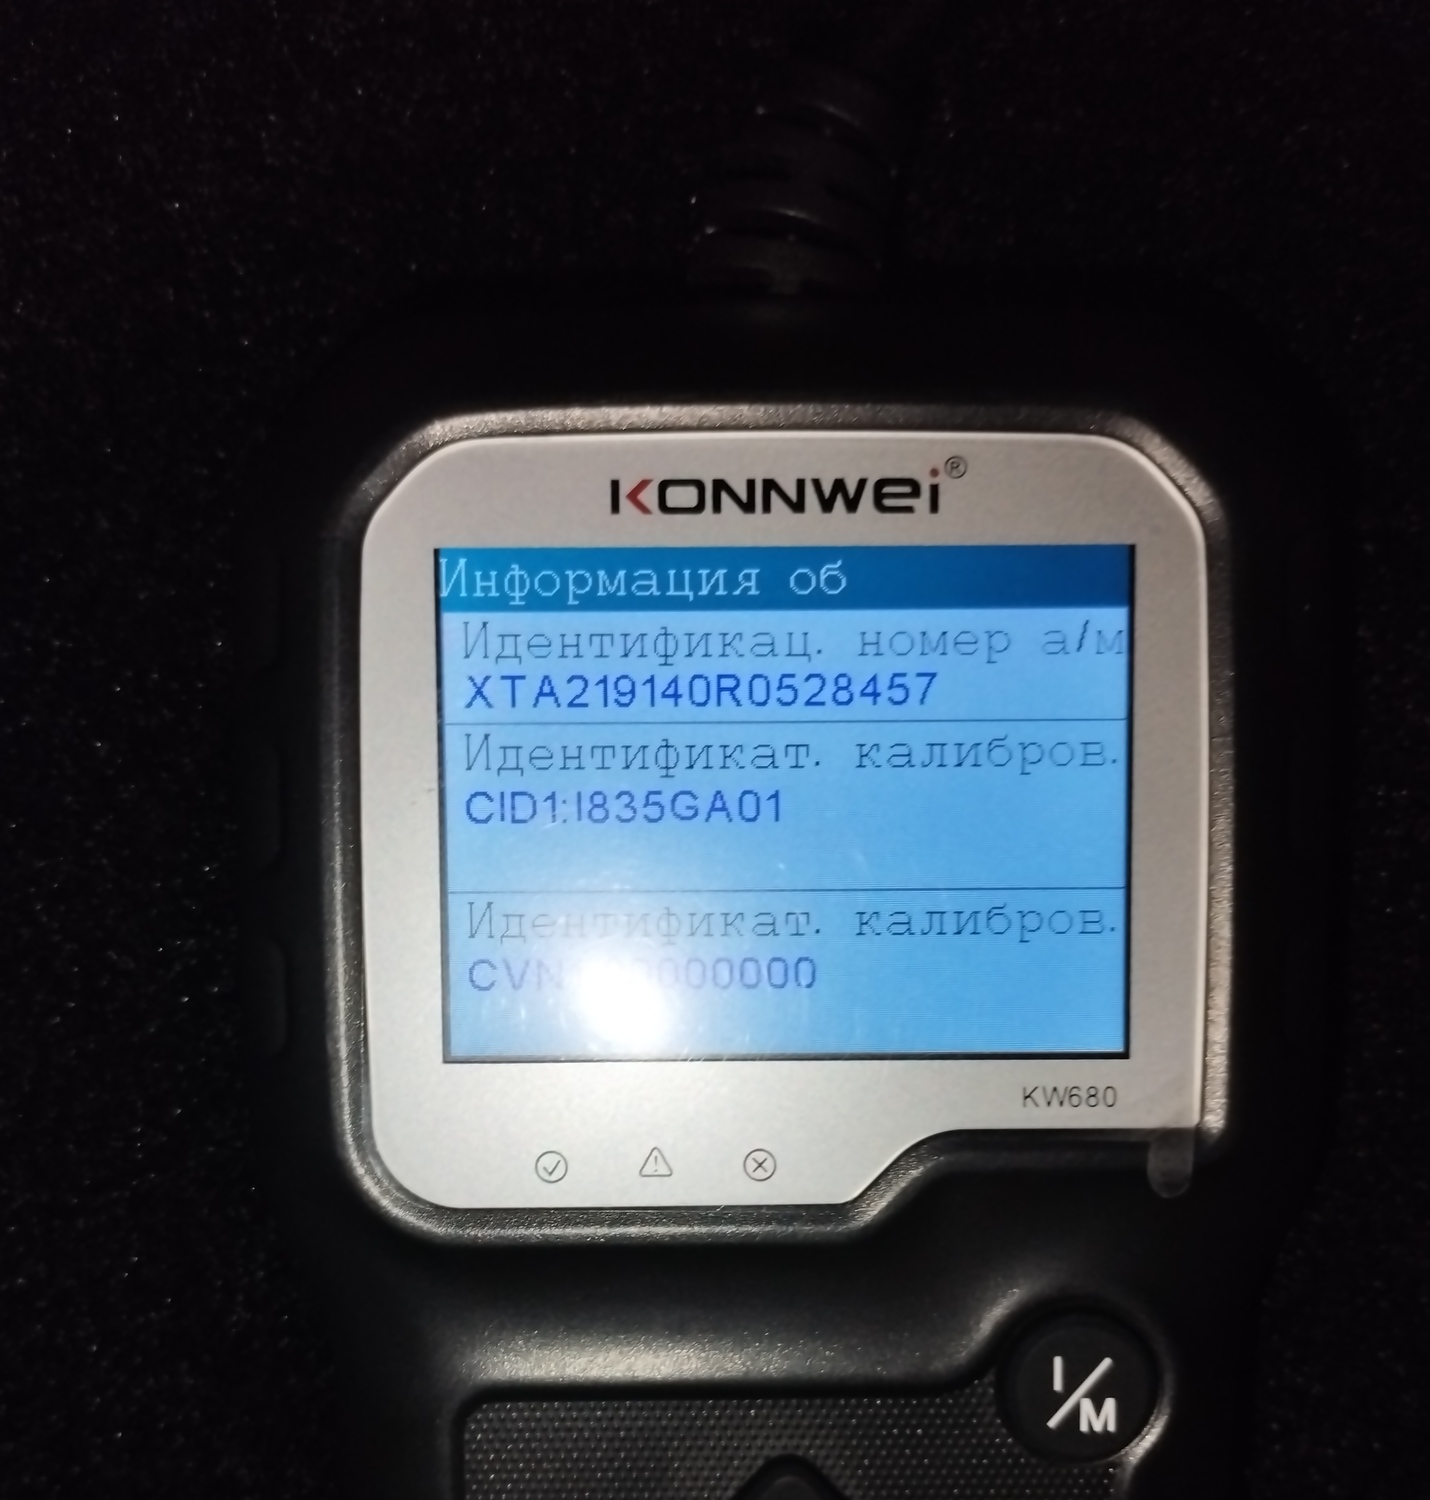 KONNWEI®
Информация об
Идентификац. номер а/м
XTA219140R0528457
Идентификат. калибров.
CID1:I835GA01
Идентификат. калибров.
KW680
I/M